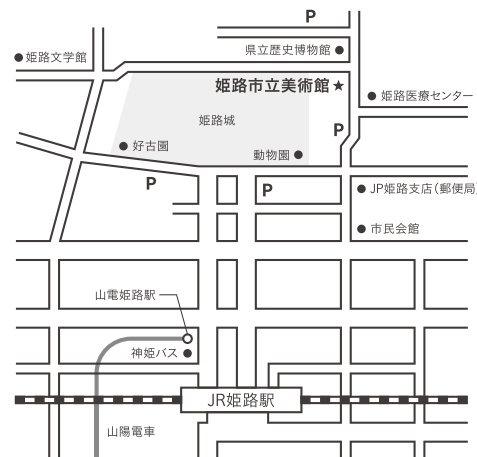 P
県立歴史博物館
姫路文学館
姫路市立美術館★
姫路医療センター
姫路城
P
好古園
動物園
P
P
JP姫路支店(郵便局)
市民会館
山電姫路駅
神姫バス
JR姫路駅
山陽電車